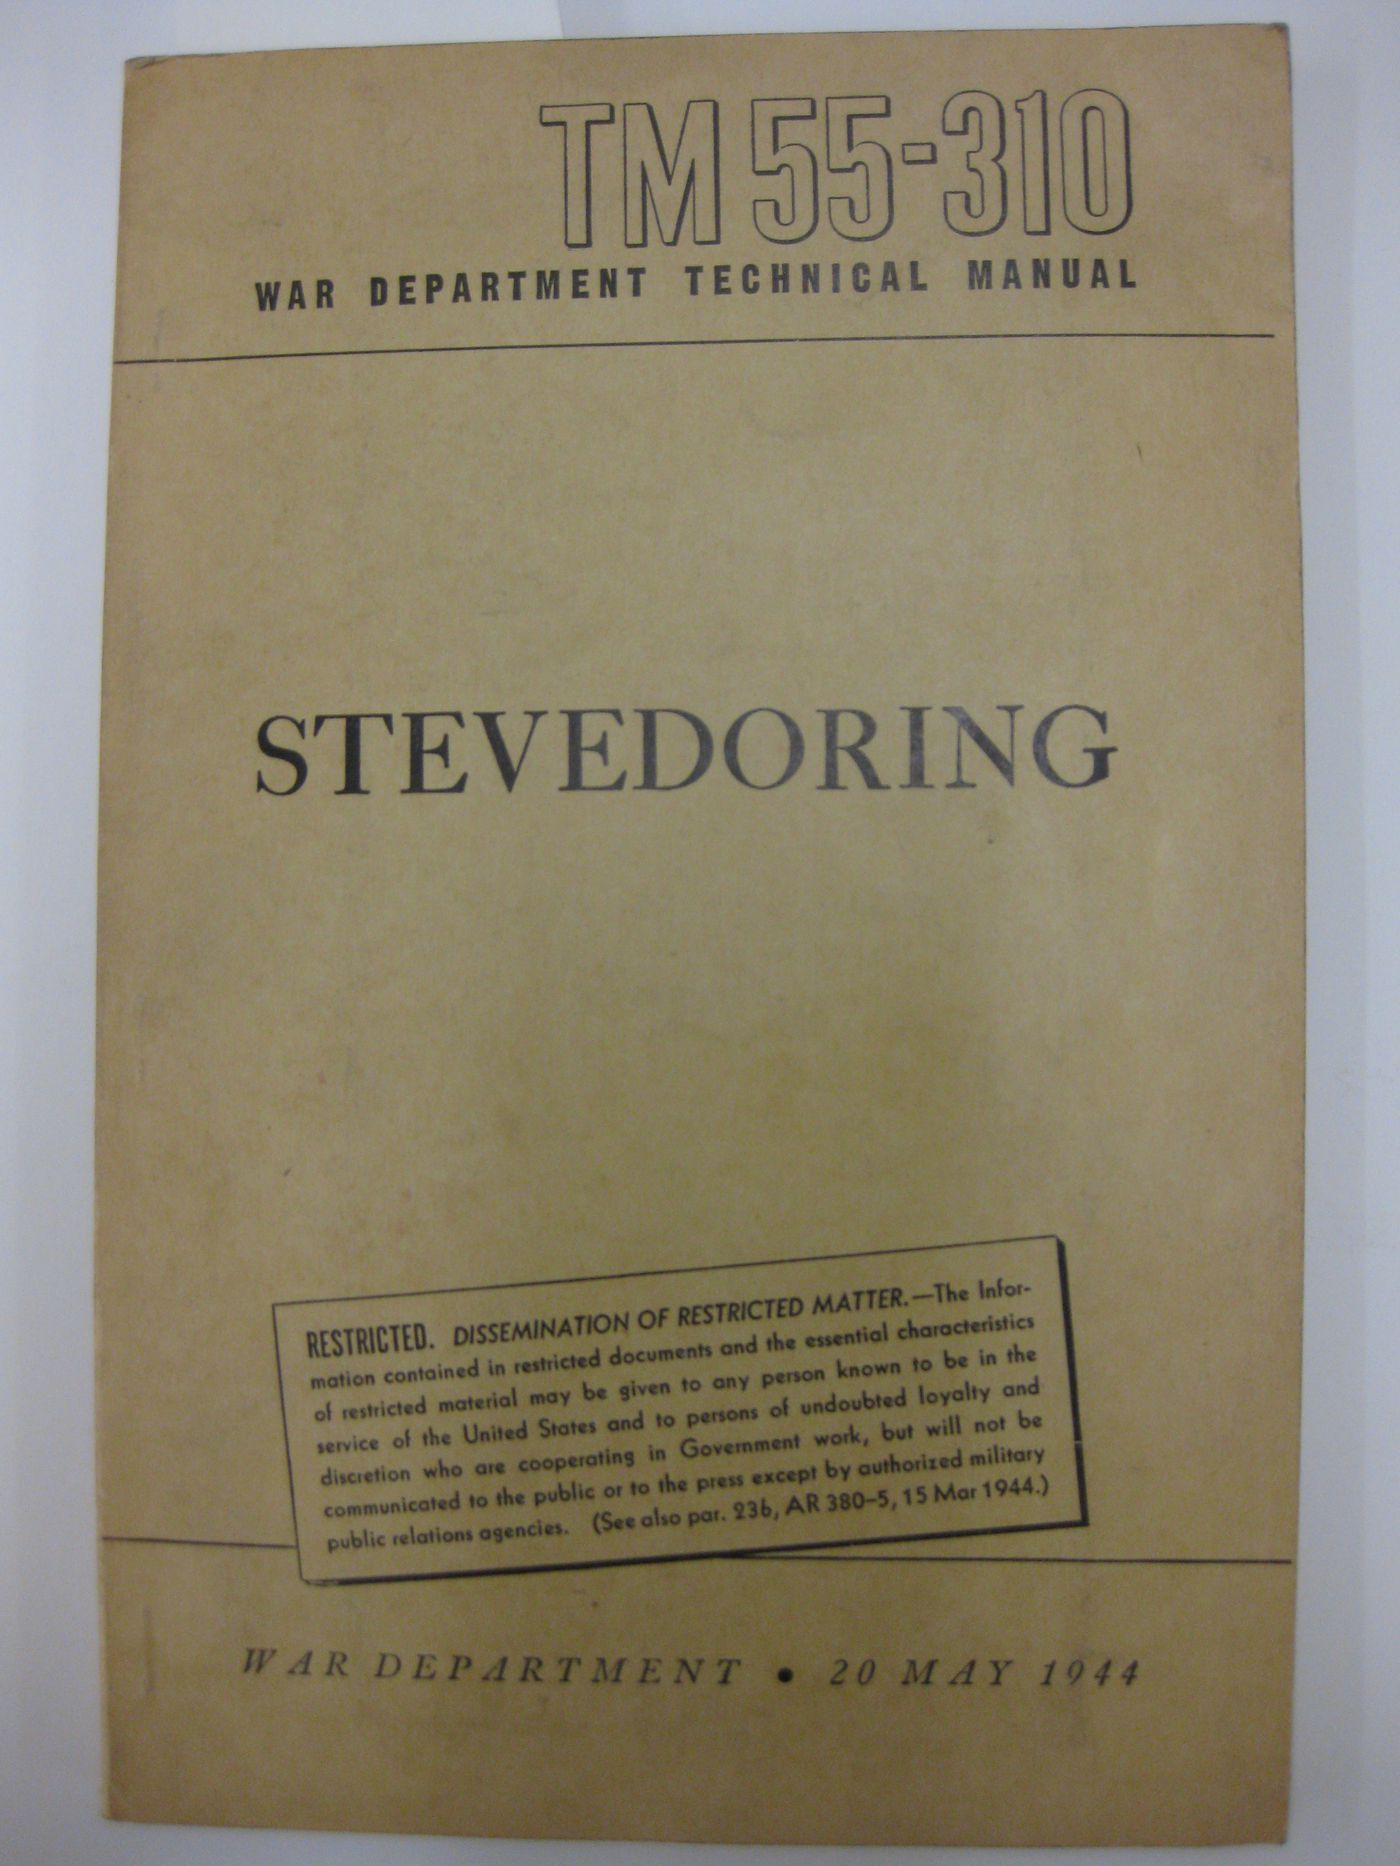 TM 55-310
WAR DEPARTMENT TECHNICAL MANUAL
STEVEDORING
RESTRICTED. DISSEMINATION OF RESTRICTED MATTER.—The Infor-
mation contained in restricted documents and the essential characteristics
of restricted material may be given to any person known to be in the
service of the United States and to persons of undoubted loyalty and
discretion who are cooperating in Government work, but will not be
communicated to the public or to the press except by authorized military
public relations agencies. (See also par. 23b, AR 380-5, 15 Mar 1944.)
WAR DEPARTMENT • 20 MAY 1944